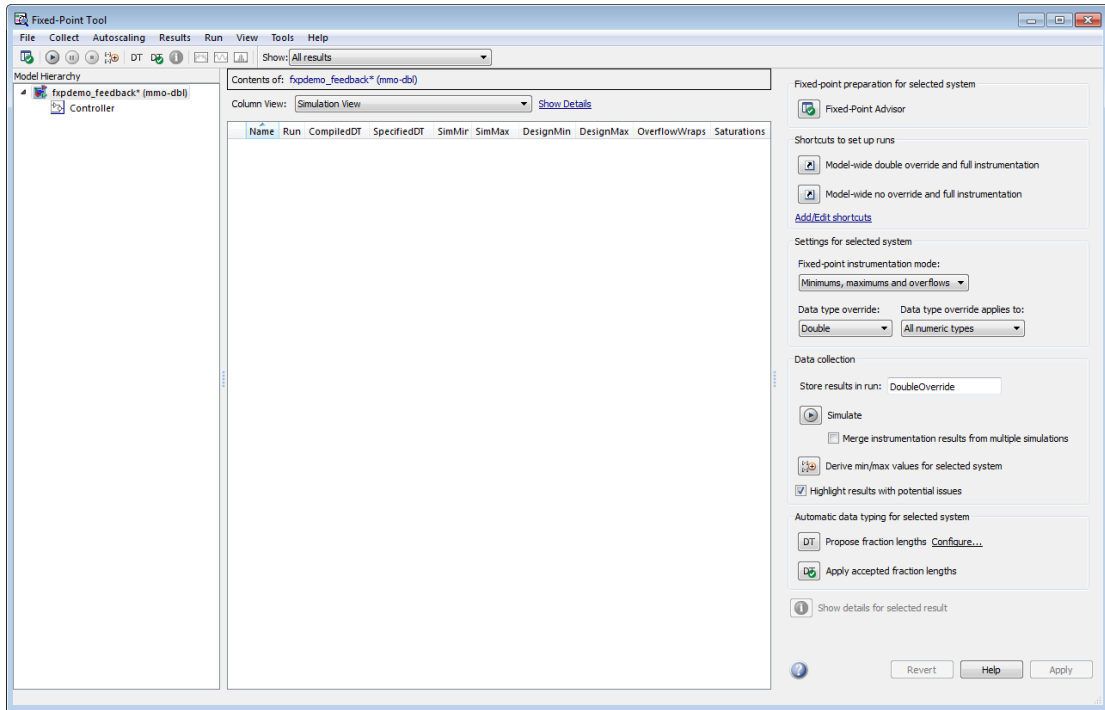 Fixed-Point Tool
File Collect Autoscaling Results Run View Tools Help
DT Show: All results
Model Hierarchy
fxpdemo_feedback* (mmo-dbl)
Controller
Contents of: fxpdemo_feedback* (mmo-dbl)
Column View: Simulation View Show Details
Name Run CompiledDT SpecifiedDT SimMin SimMax DesignMin DesignMax OverflowWraps Saturations
Fixed-point preparation for selected system
Fixed-Point Advisor
Shortcuts to set up runs
Model-wide double override and full instrumentation
Model-wide no override and full instrumentation
Add/Edit shortcuts
Settings for selected system
Fixed-point instrumentation mode:
Minimums, maximums and overflows
Data type override: Data type override applies to:
Double All numeric types
Data collection
Store results in run: DoubleOverride
Simulate
Merge instrumentation results from multiple simulations
Derive min/max values for selected system
Highlight results with potential issues
Automatic data typing for selected system
DT Propose fraction lengths Configure...
Apply accepted fraction lengths
Show details for selected result
Revert Help Apply